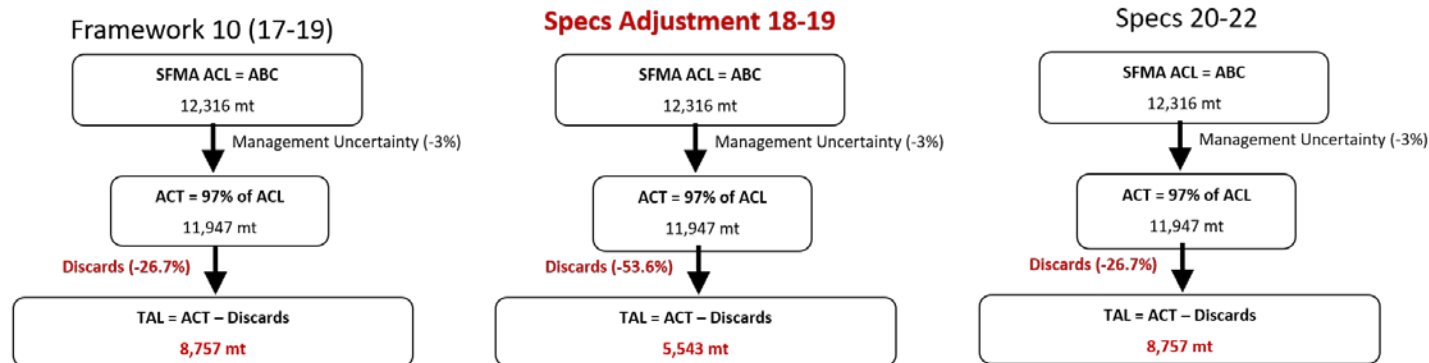 Framework 10 (17-19)
SFMA ACL = ABC
12,316 mt
Management Uncertainty (-3%)
ACT = 97% of ACL
11,947 mt
Discards (-26.7%)
TAL = ACT – Discards
8,757 mt
Specs Adjustment 18-19
SFMA ACL = ABC
12,316 mt
Management Uncertainty (-3%)
ACT = 97% of ACL
11,947 mt
Discards (-53.6%)
TAL = ACT – Discards
5,543 mt
Specs 20-22
SFMA ACL = ABC
12,316 mt
Management Uncertainty (-3%)
ACT = 97% of ACL
11,947 mt
Discards (-26.7%)
TAL = ACT – Discards
8,757 mt